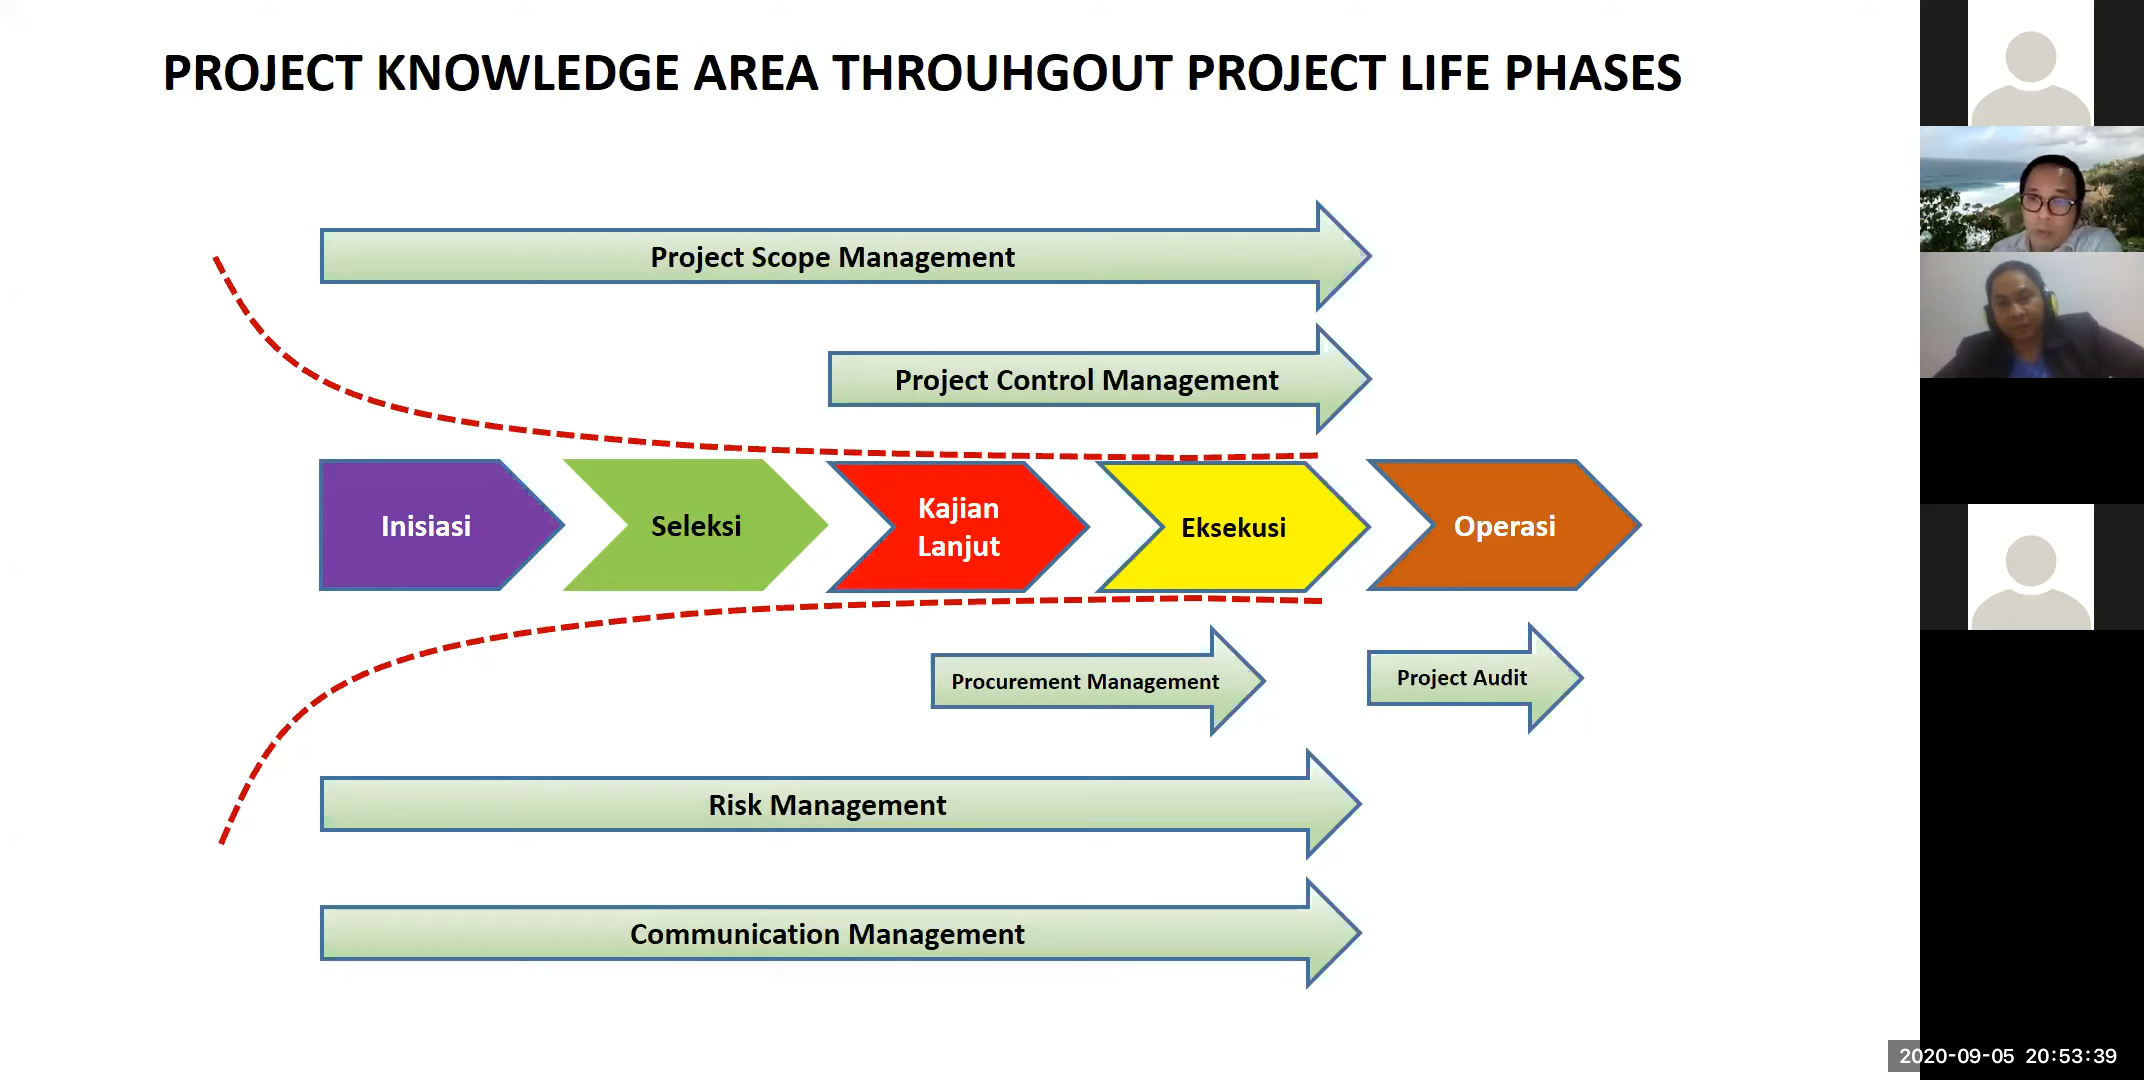 PROJECT KNOWLEDGE AREA THROUHGOUT PROJECT LIFE PHASES
Project Scope Management
Project Control Management
Inisiasi
Seleksi
Kajian
Lanjut
Eksekusi
Operasi
Procurement Management
Project Audit
Risk Management
Communication Management
2020-09-05 20:53:39